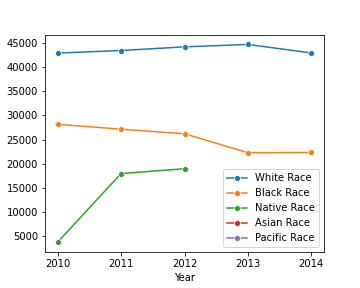 45000
40000
35000
30000
25000
20000
15000
10000
5000
White Race
Black Race
Native Race
Asian Race
Pacific Race
2010 2011 2012 2013 2014
Year